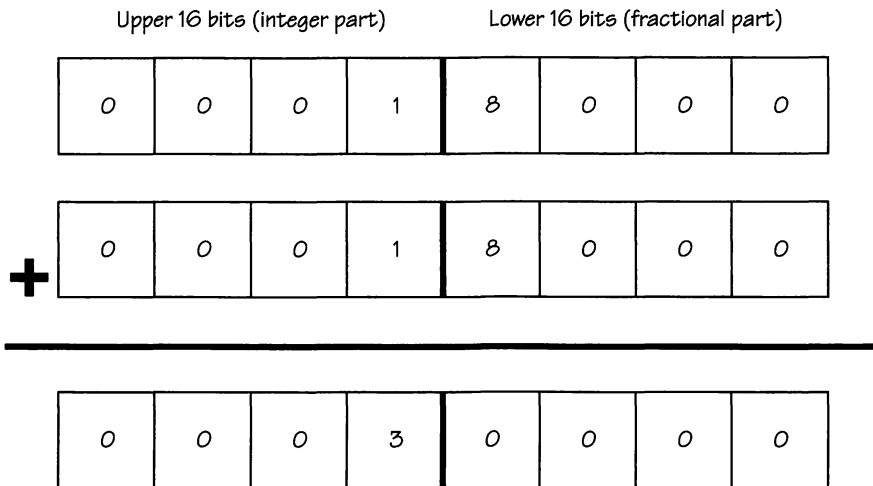 Upper 16 bits (integer part) Lower 16 bits (fractional part)
0 0 0 1 8 0 0 0
0 0 0 1 8 0 0 0
+
0 0 0 3 0 0 0 0